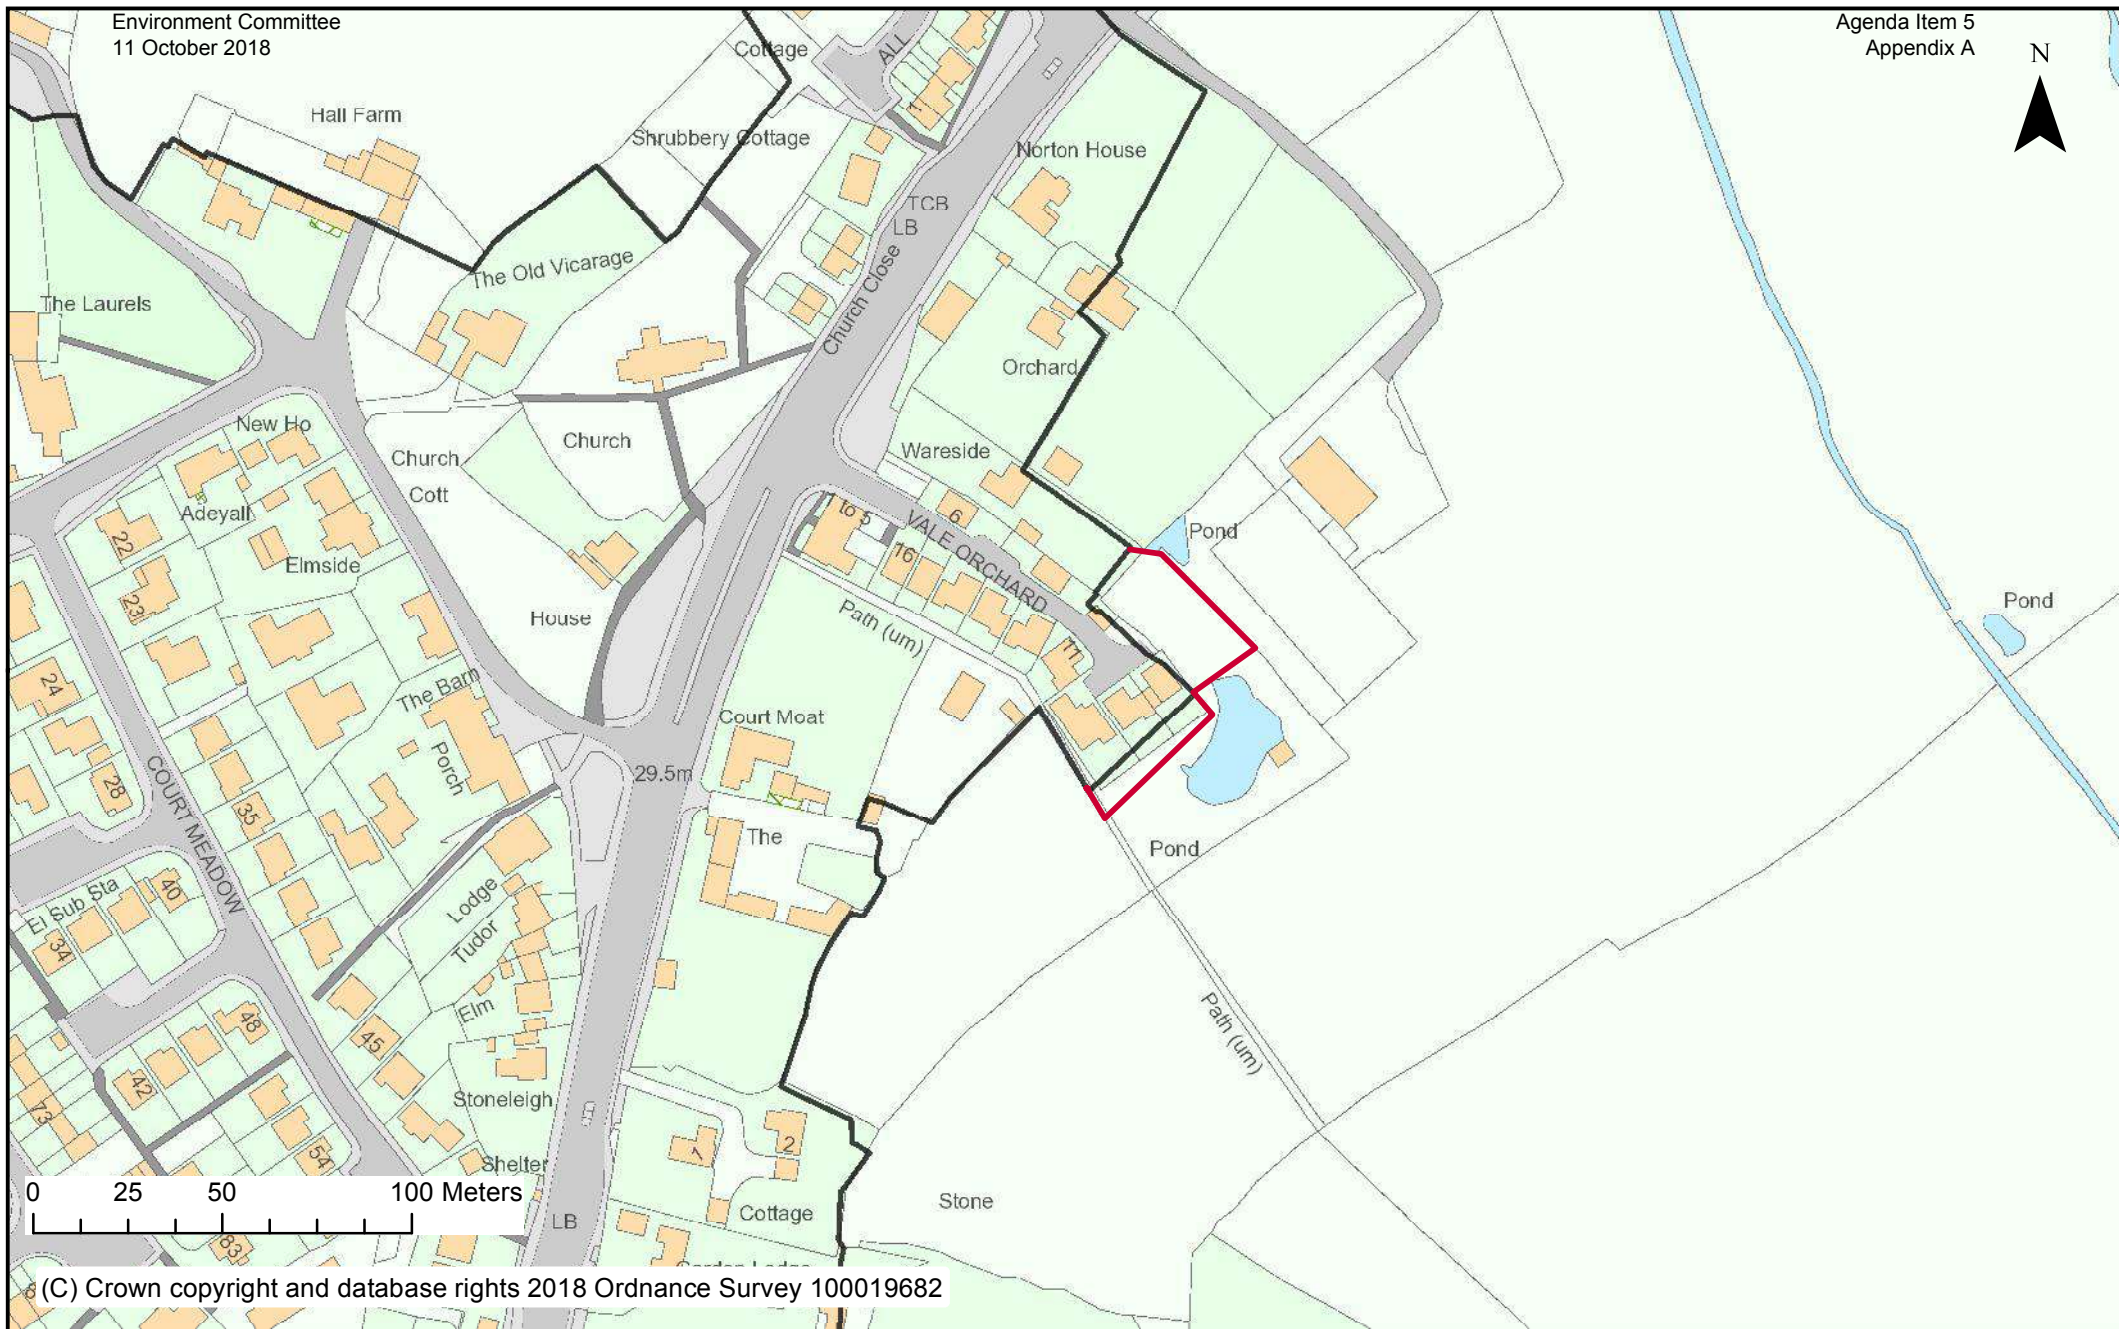 Environment Committee
11 October 2018
Agenda Item 5
Appendix A
N
Cottage
ALL
1
Hall Farm
Shrubbery Cottage
Norton House
TCB
LB
The Old Vicarage
Church Close
The Laurels
Orchard
New Ho
Church
Church
Cott
Wareside
Adeyall
22
1 to 5
6
VALE ORCHARD
16
Pond
Elmside
23
House
Path (um)
11
Pond
24
The Barn
Court Moat
Porch
29.5m
28
COURT MEADOW
35
The
Pond
El Sub Sta
40
Lodge
Tudor
34
Elm
48
45
Path (um)
42
73
Stoneleigh
54
Shelter
1
2
Stone
Cottage
LB
83
0 25 50 100 Meters
Garden Lodge
(C) Crown copyright and database rights 2018 Ordnance Survey 100019682